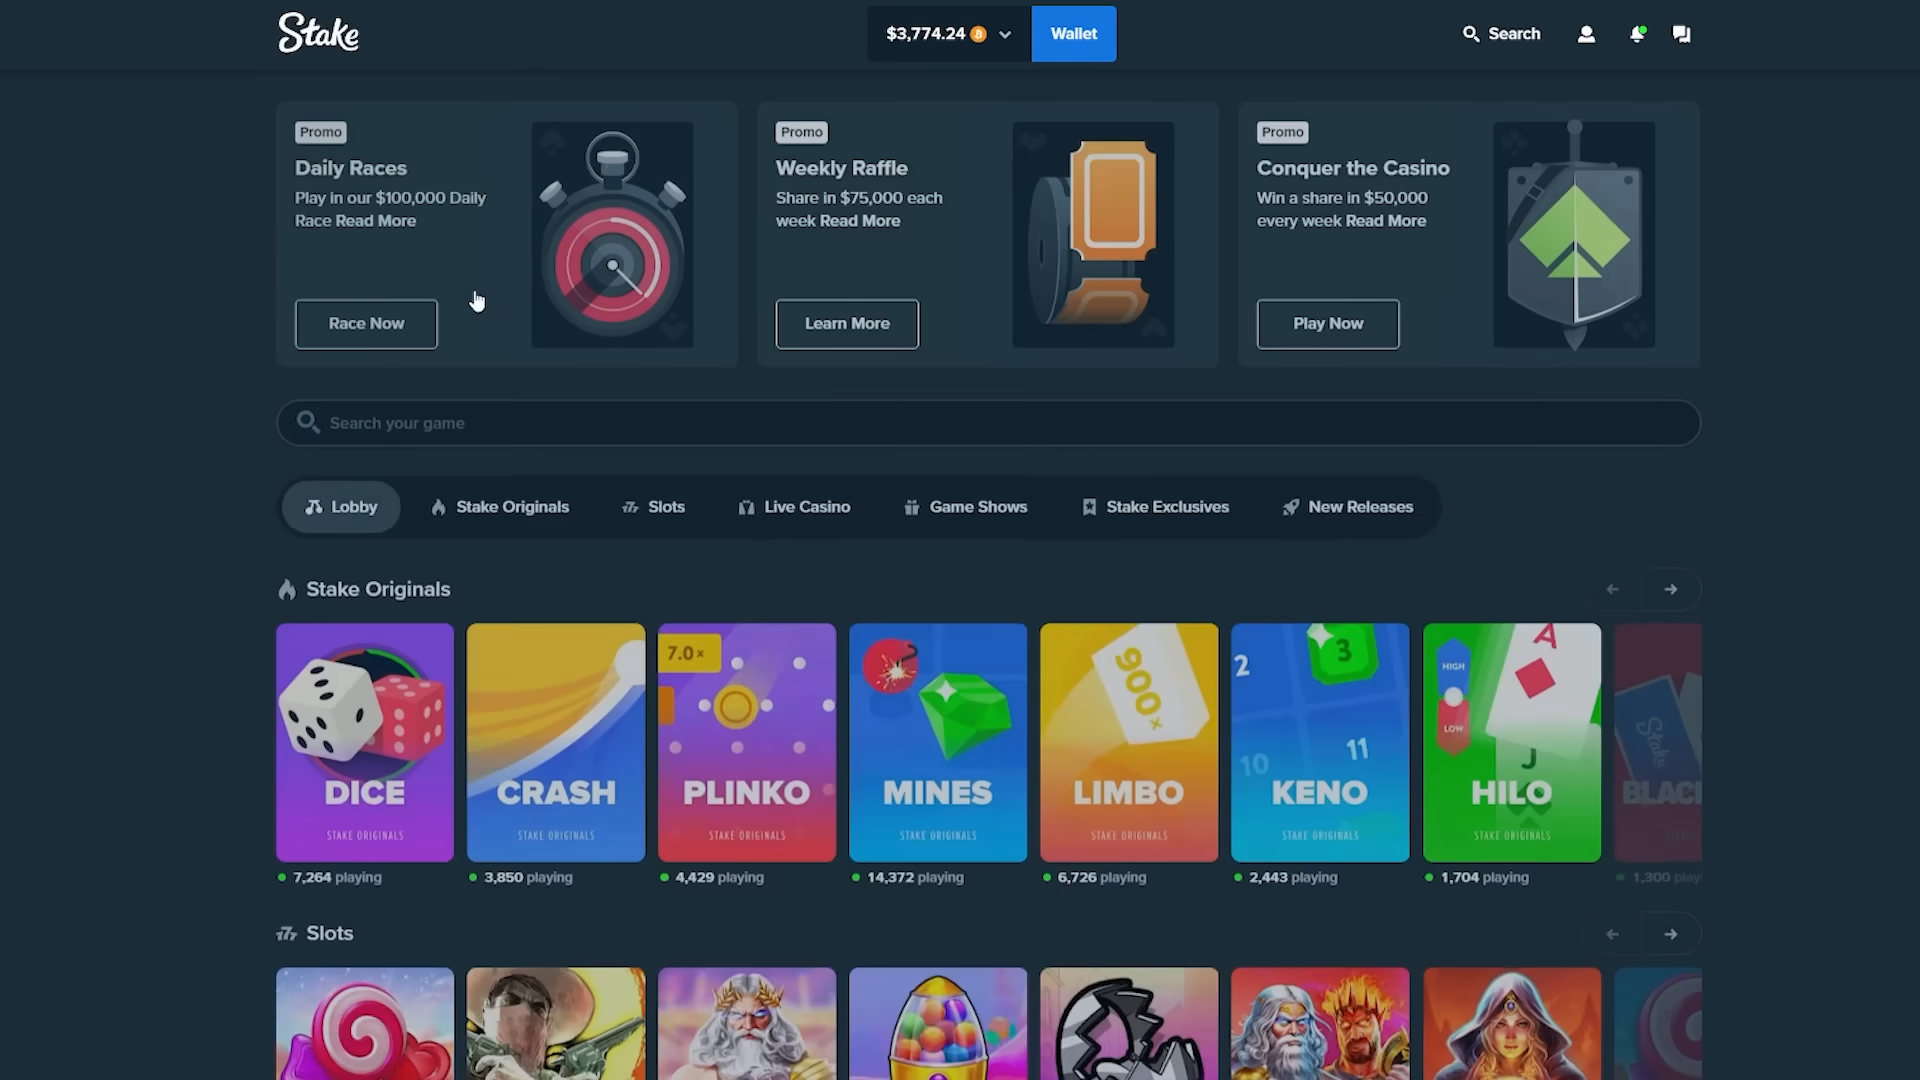 Stake
$3,774.24
Wallet
Search
Promo
Daily Races
Play in our $100,000 Daily
Race Read More
Race Now
Promo
Weekly Raffle
Share in $75,000 each
week Read More
Learn More
Promo
Conquer the Casino
Win a share in $50,000
every week Read More
Play Now
Search your game
Lobby
Stake Originals
Slots
Live Casino
Game Shows
Stake Exclusives
New Releases
Stake Originals
DICE
STAKE ORIGINALS
7,264 playing
CRASH
STAKE ORIGINALS
3,850 playing
7.0×
PLINKO
STAKE ORIGINALS
4,429 playing
MINES
STAKE ORIGINALS
14,372 playing
900×
LIMBO
STAKE ORIGINALS
6,726 playing
2
3
10
11
KENO
STAKE ORIGINALS
2,443 playing
HIGH
LOW
A
J
HILO
STAKE ORIGINALS
1,704 playing
Stake
BLAC
1,300 play
Slots